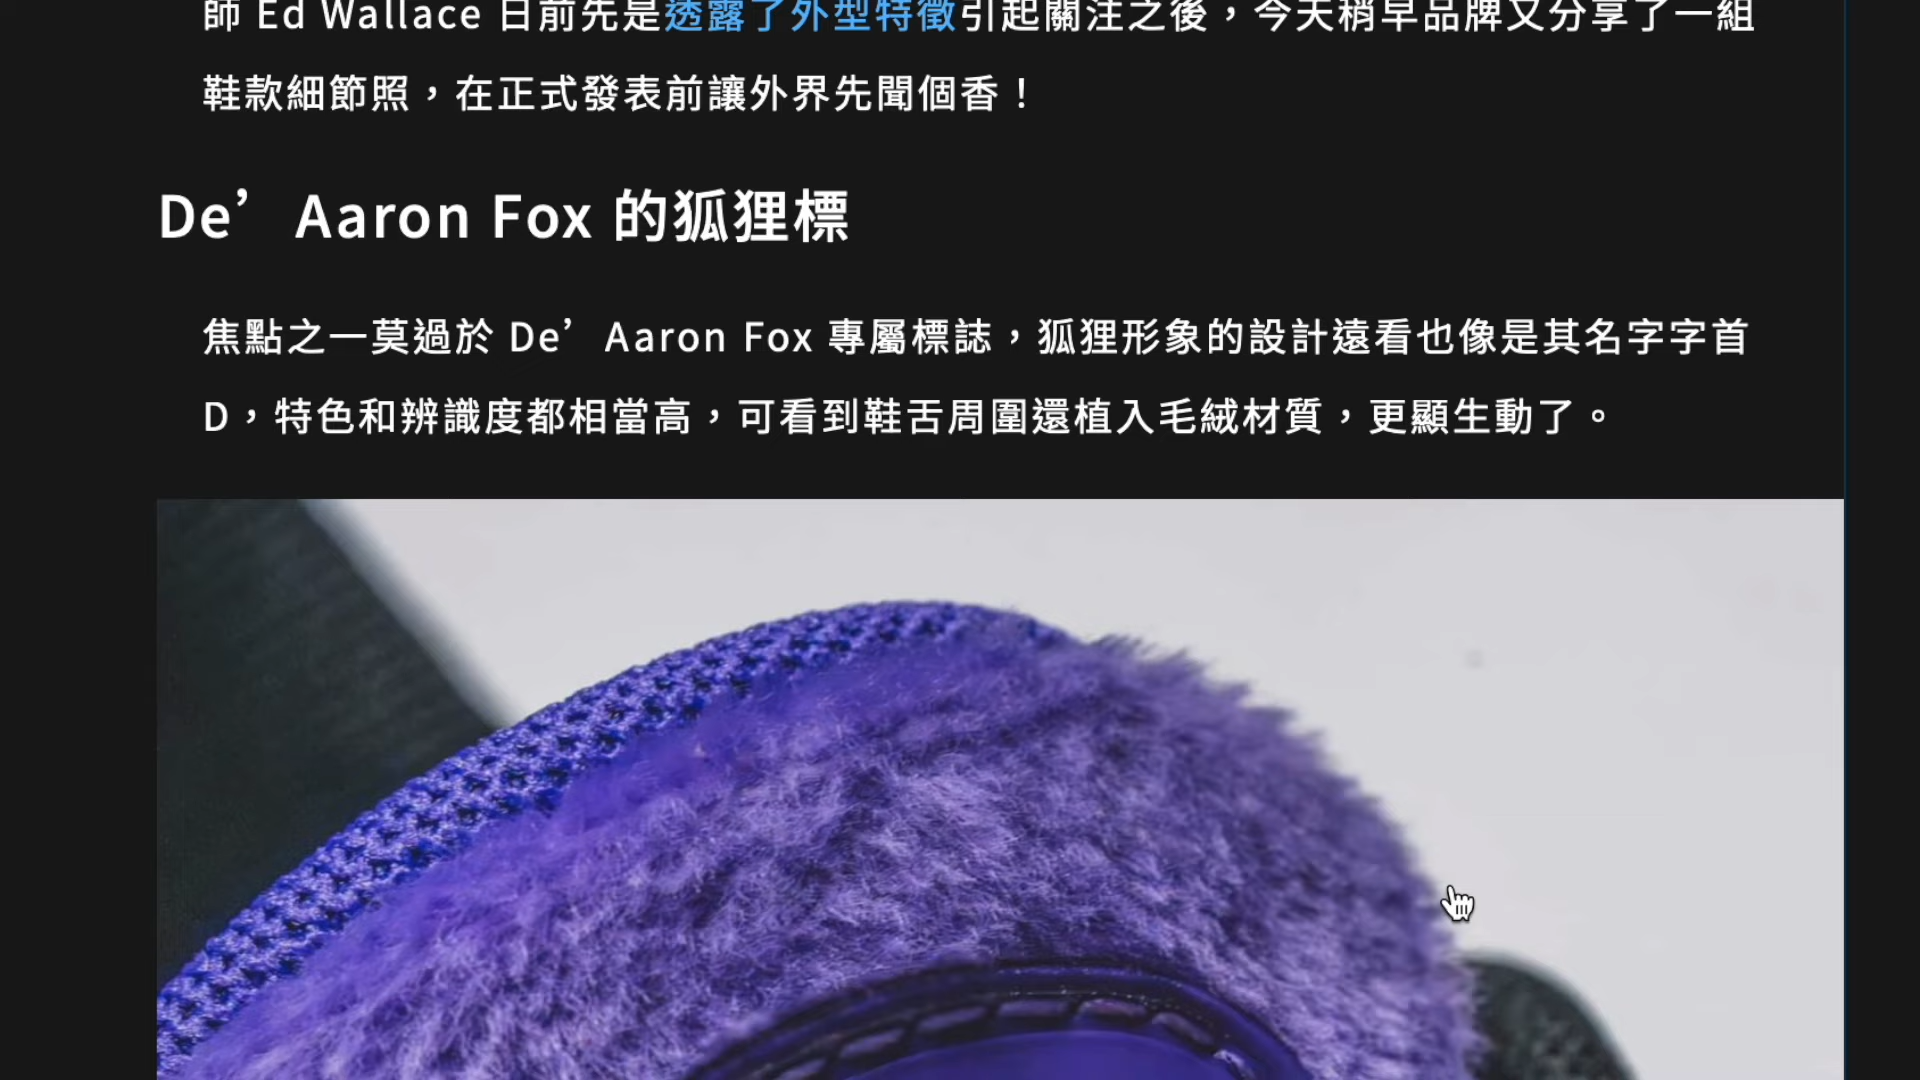 師 Ed Wallace 日前先是透露了外型特徵引起關注之後，今天稍早品牌又分享了一組
鞋款細節照，在正式發表前讓外界先聞個香！
De’Aaron Fox 的狐狸標
焦點之一莫過於 De’Aaron Fox 專屬標誌，狐狸形象的設計遠看也像是其名字字首
D，特色和辨識度都相當高，可看到鞋舌周圍還植入毛絨材質，更顯生動了。